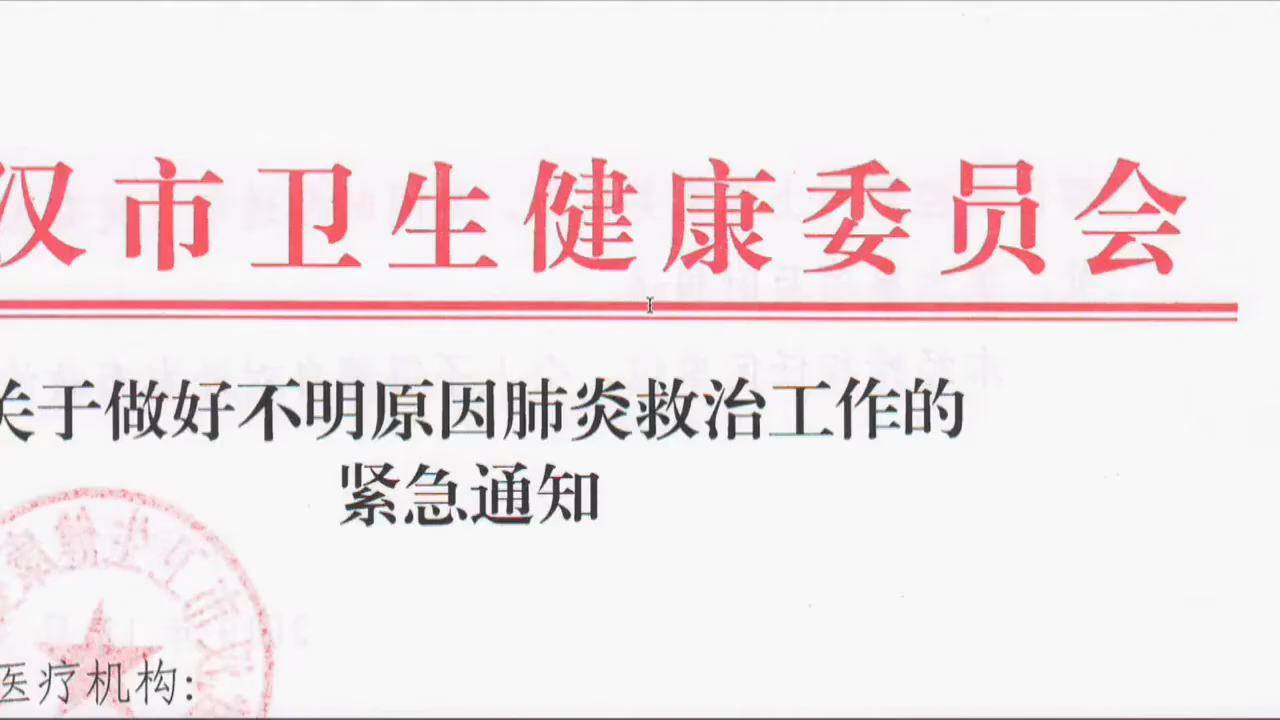 汉市卫生健康委员会
关于做好不明原因肺炎救治工作的
紧急通知
医疗机构: